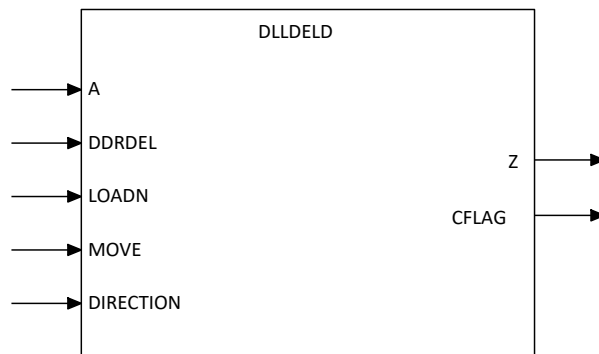 DLLDELD
A
DDRDEL
LOADN
MOVE
DIRECTION
Z
CFLAG